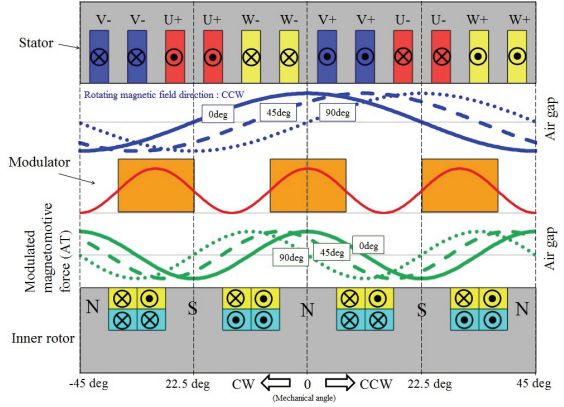 V- V- U+ U+ W- W- V+ V+ U- U- W+ W+
Stator
Rotating magnetic field direction : CCW
0deg 45deg 90deg
Air gap
Modulator
Modulated
magnetomotive
force (AT)
0deg
45deg
90deg
Air gap
N S N S N
Inner rotor
-45 deg 22.5 deg CW 0 CCW 22.5 deg 45 deg
(Mechanical angle)